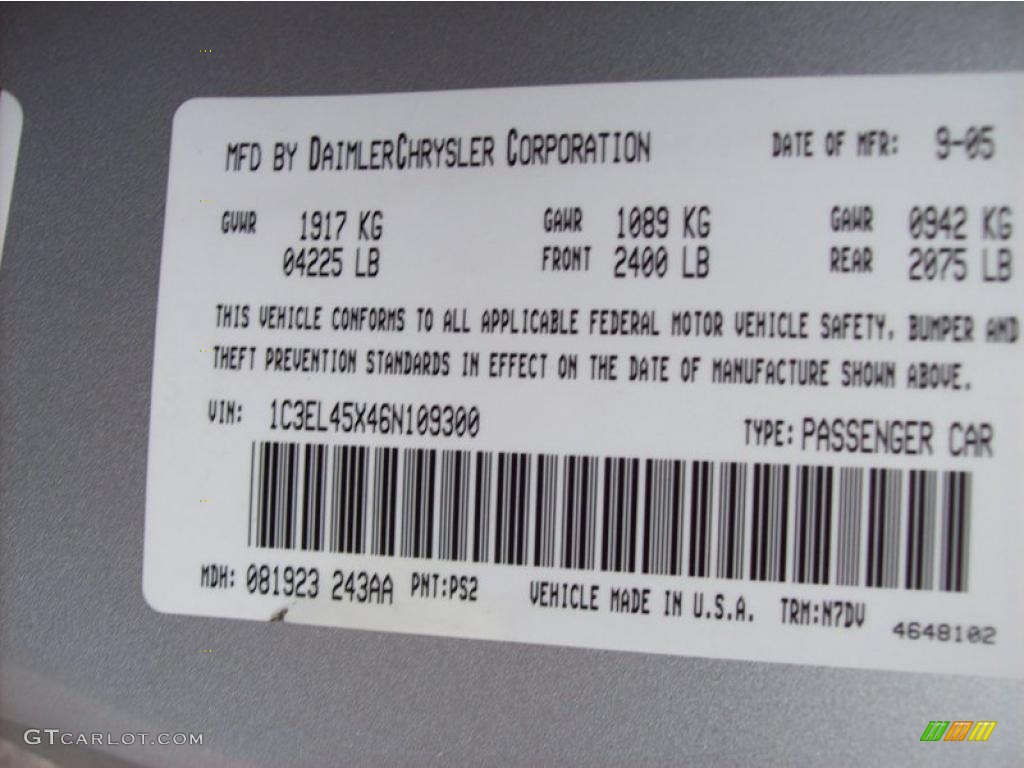 MFD BY DAIMLERCHRYSLER CORPORATION DATE OF MFR: 9-05
GVWR 1917 KG GAWR 1089 KG GAWR 0942 KG
04225 LB FRONT 2400 LB REAR 2075 LB
THIS VEHICLE CONFORMS TO ALL APPLICABLE FEDERAL MOTOR VEHICLE SAFETY, BUMPER AND
THEFT PREVENTION STANDARDS IN EFFECT ON THE DATE OF MANUFACTURE SHOWN ABOVE.
VIN: 1C3EL45X46N109300 TYPE: PASSENGER CAR
MDH: 081923 243AA PNT:PS2 VEHICLE MADE IN U.S.A. TRM:N7DV 4648102
GTCARLOT.COM